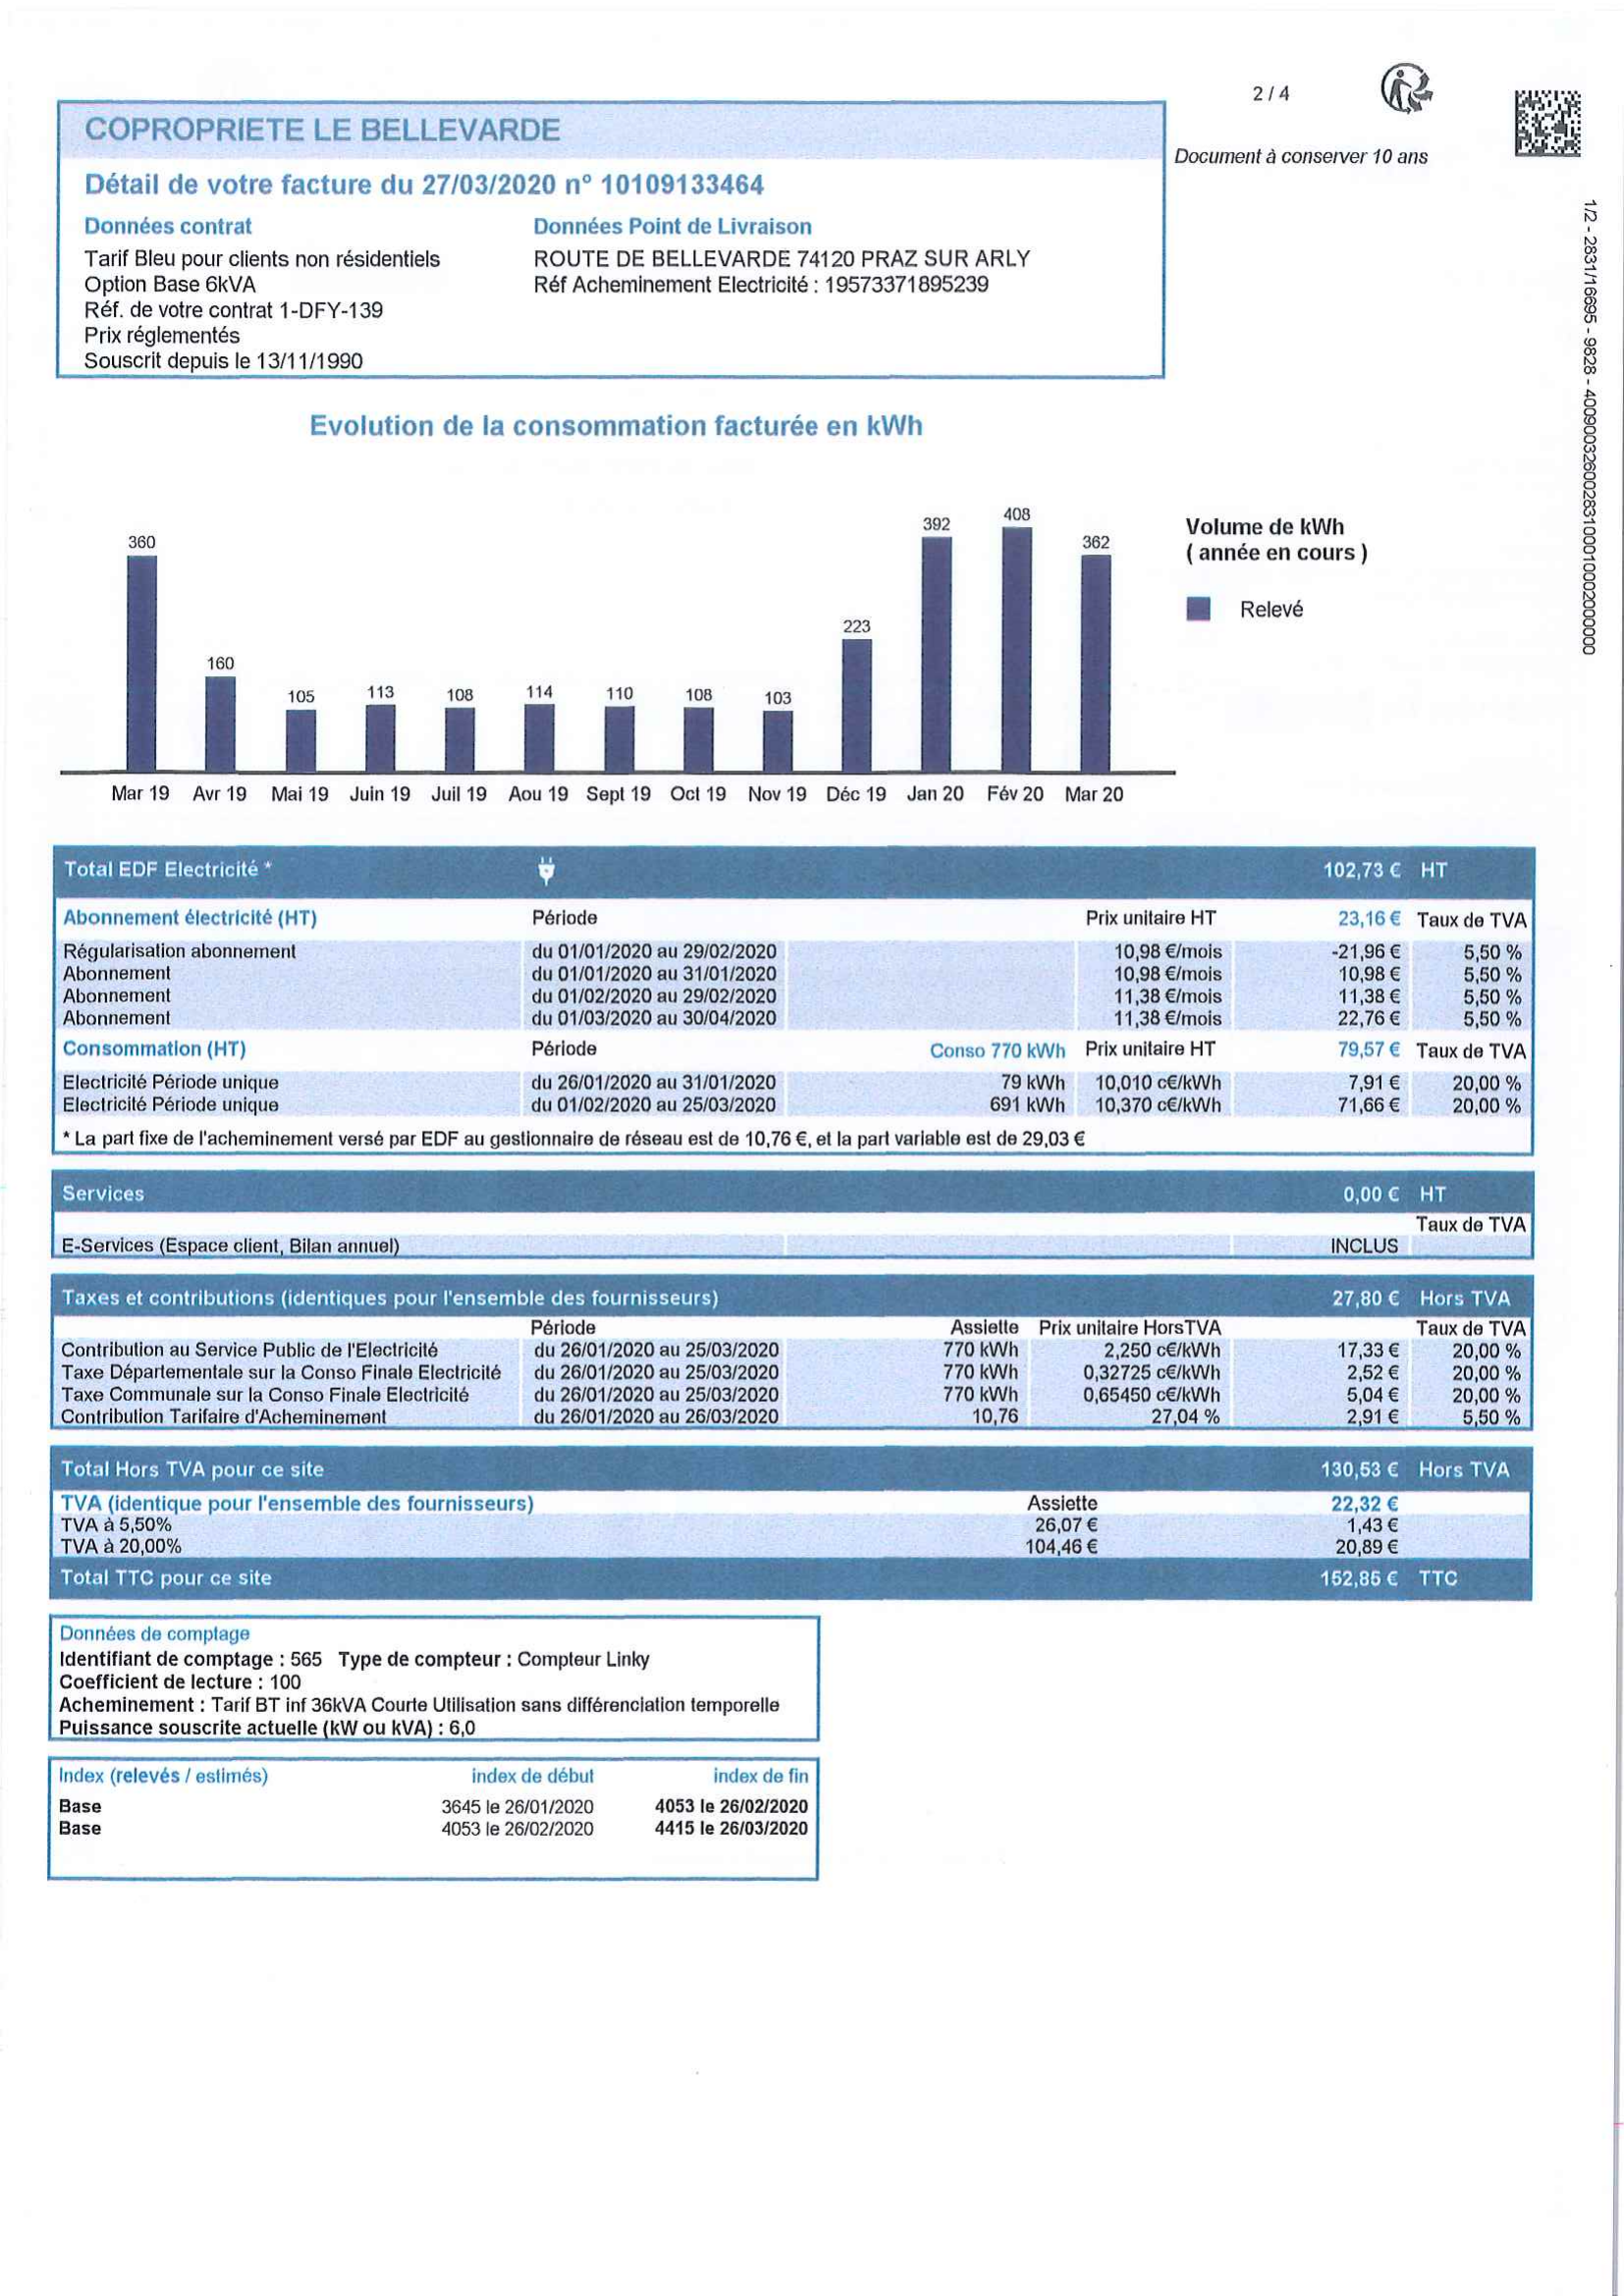 2 / 4
Document à conserver 10 ans
1/2 - 2831/16695 - 9828 - 400900326002831000100020000000
COPROPRIETE LE BELLEVARDE
Détail de votre facture du 27/03/2020 n° 10109133464
Données contrat
Tarif Bleu pour clients non résidentiels
Option Base 6kVA
Réf. de votre contrat 1-DFY-139
Prix réglementés
Souscrit depuis le 13/11/1990
Données Point de Livraison
ROUTE DE BELLEVARDE 74120 PRAZ SUR ARLY
Réf Acheminement Electricité : 19573371895239
Evolution de la consommation facturée en kWh
360 160 105 113 108 114 110 108 103 223 392 408 362
Mar 19 Avr 19 Mai 19 Juin 19 Juil 19 Aou 19 Sept 19 Oct 19 Nov 19 Déc 19 Jan 20 Fév 20 Mar 20
Volume de kWh
( année en cours )
Relevé
Total EDF Electricité * 102,73 € HT
Abonnement électricité (HT) Période Prix unitaire HT 23,16 € Taux de TVA
Régularisation abonnement du 01/01/2020 au 29/02/2020 10,98 €/mois -21,96 € 5,50 %
Abonnement du 01/01/2020 au 31/01/2020 10,98 €/mois 10,98 € 5,50 %
Abonnement du 01/02/2020 au 29/02/2020 11,38 €/mois 11,38 € 5,50 %
Abonnement du 01/03/2020 au 30/04/2020 11,38 €/mois 22,76 € 5,50 %
Consommation (HT) Période Conso 770 kWh Prix unitaire HT 79,57 € Taux de TVA
Electricité Période unique du 26/01/2020 au 31/01/2020 79 kWh 10,010 c€/kWh 7,91 € 20,00 %
Electricité Période unique du 01/02/2020 au 25/03/2020 691 kWh 10,370 c€/kWh 71,66 € 20,00 %
* La part fixe de l'acheminement versé par EDF au gestionnaire de réseau est de 10,76 €, et la part variable est de 29,03 €
Services 0,00 € HT
Taux de TVA
E-Services (Espace client, Bilan annuel) INCLUS
Taxes et contributions (identiques pour l'ensemble des fournisseurs) 27,80 € Hors TVA
Période Assiette Prix unitaire HorsTVA Taux de TVA
Contribution au Service Public de l'Electricité du 26/01/2020 au 25/03/2020 770 kWh 2,250 c€/kWh 17,33 € 20,00 %
Taxe Départementale sur la Conso Finale Electricité du 26/01/2020 au 25/03/2020 770 kWh 0,32725 c€/kWh 2,52 € 20,00 %
Taxe Communale sur la Conso Finale Electricité du 26/01/2020 au 25/03/2020 770 kWh 0,65450 c€/kWh 5,04 € 20,00 %
Contribution Tarifaire d'Acheminement du 26/01/2020 au 26/03/2020 10,76 27,04 % 2,91 € 5,50 %
Total Hors TVA pour ce site 130,53 € Hors TVA
TVA (identique pour l'ensemble des fournisseurs) Assiette 22,32 €
TVA à 5,50% 26,07 € 1,43 €
TVA à 20,00% 104,46 € 20,89 €
Total TTC pour ce site 152,85 € TTC
Données de comptage
Identifiant de comptage : 565 Type de compteur : Compteur Linky
Coefficient de lecture : 100
Acheminement : Tarif BT inf 36kVA Courte Utilisation sans différenciation temporelle
Puissance souscrite actuelle (kW ou kVA) : 6,0
Index (relevés / estimés) index de début index de fin
Base 3645 le 26/01/2020 4053 le 26/02/2020
Base 4053 le 26/02/2020 4415 le 26/03/2020